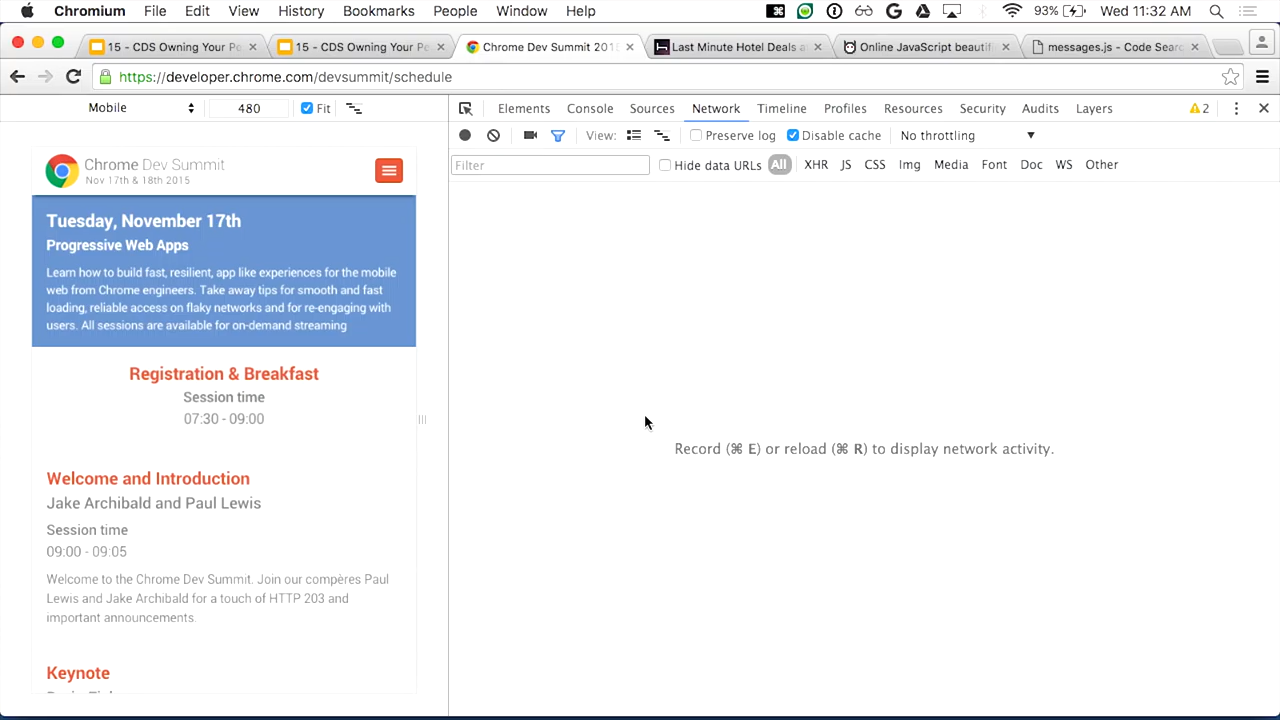 Chromium File Edit View History Bookmarks People Window Help 93% Wed 11:32 AM
15 - CDS Owning Your Pe × 15 - CDS Owning Your Pe × Chrome Dev Summit 201 × Last Minute Hotel Deals a × Online JavaScript beautif × messages.js - Code Searc ×
https://developer.chrome.com/devsummit/schedule
Mobile 480 Fit
Elements Console Sources Network Timeline Profiles Resources Security Audits Layers 2
View: Preserve log Disable cache No throttling
Filter Hide data URLs All XHR JS CSS Img Media Font Doc WS Other
Chrome Dev Summit
Nov 17th & 18th 2015
Tuesday, November 17th
Progressive Web Apps
Learn how to build fast, resilient, app like experiences for the mobile
web from Chrome engineers. Take away tips for smooth and fast
loading, reliable access on flaky networks and for re-engaging with
users. All sessions are available for on-demand streaming
Registration & Breakfast
Session time
07:30 - 09:00
Record (⌘ E) or reload (⌘ R) to display network activity.
Welcome and Introduction
Jake Archibald and Paul Lewis
Session time
09:00 - 09:05
Welcome to the Chrome Dev Summit. Join our compères Paul
Lewis and Jake Archibald for a touch of HTTP 203 and
important announcements.
Keynote